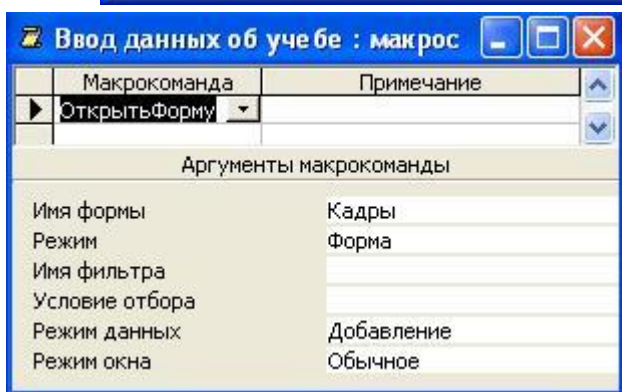 Ввод данных об учебе : макрос
Макрокоманда Примечание
ОткрытьФорму
Аргументы макрокоманды
Имя формы Кадры
Режим Форма
Имя фильтра
Условие отбора
Режим данных Добавление
Режим окна Обычное